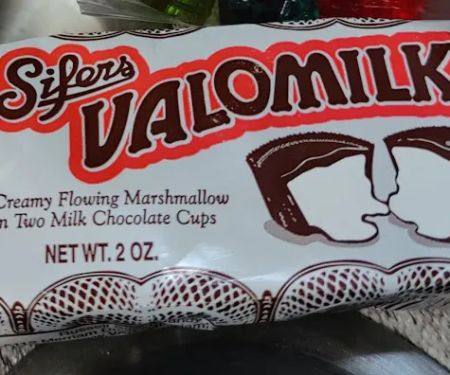 Sifers
VALOMILK
Creamy Flowing Marshmallow
n Two Milk Chocolate Cups
NET WT. 2 OZ.